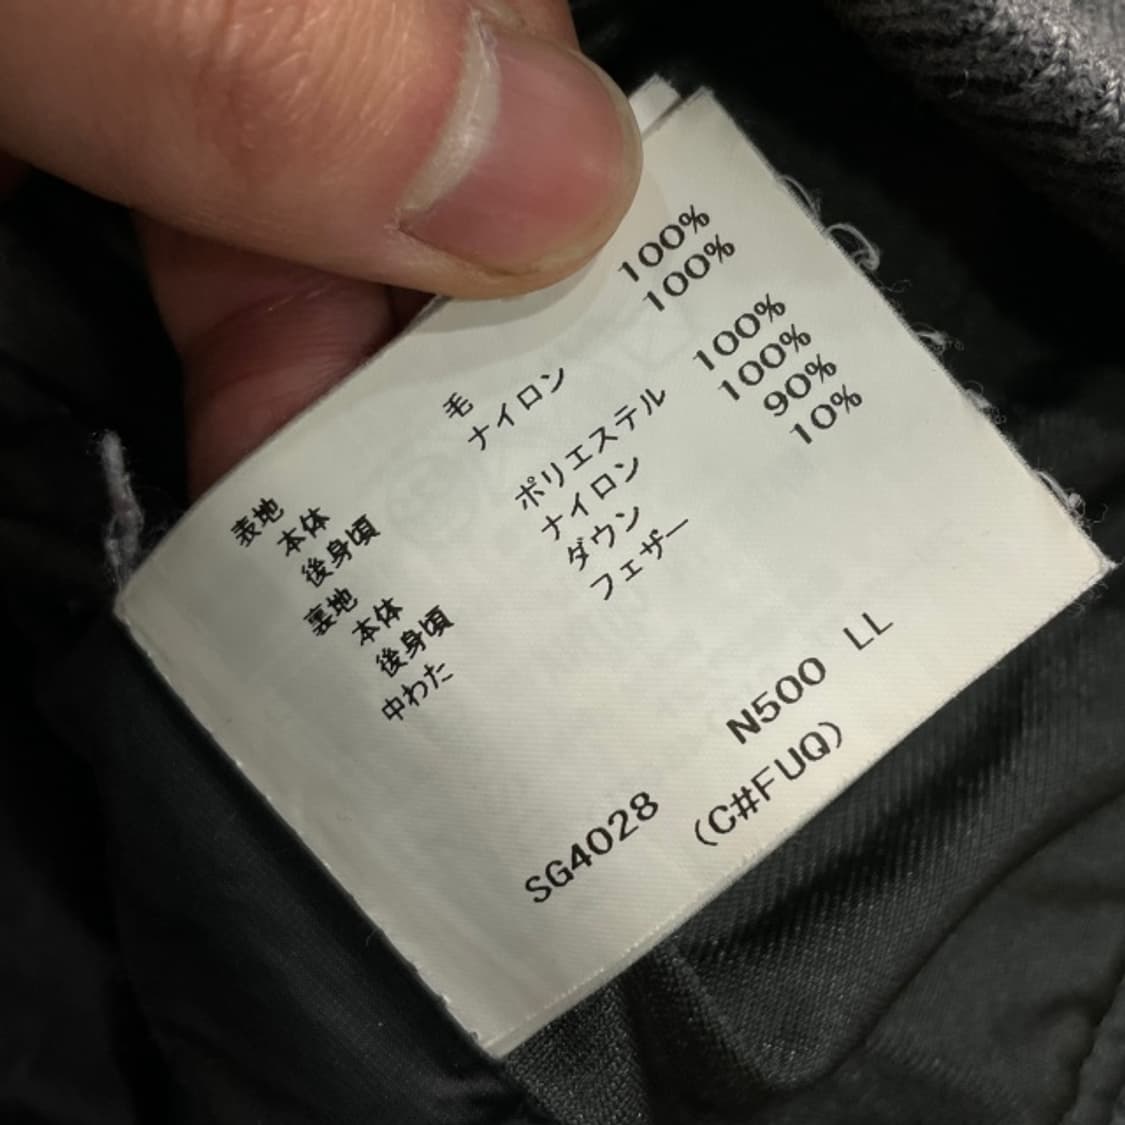 表地
本体 毛 100%
後身頃 ナイロン 100%
裏地
本体 ポリエステル 100%
後身頃 ナイロン 100%
中わた ダウン 90%
フェザー 10%
N500 LL
SG4028 (C#FUQ)